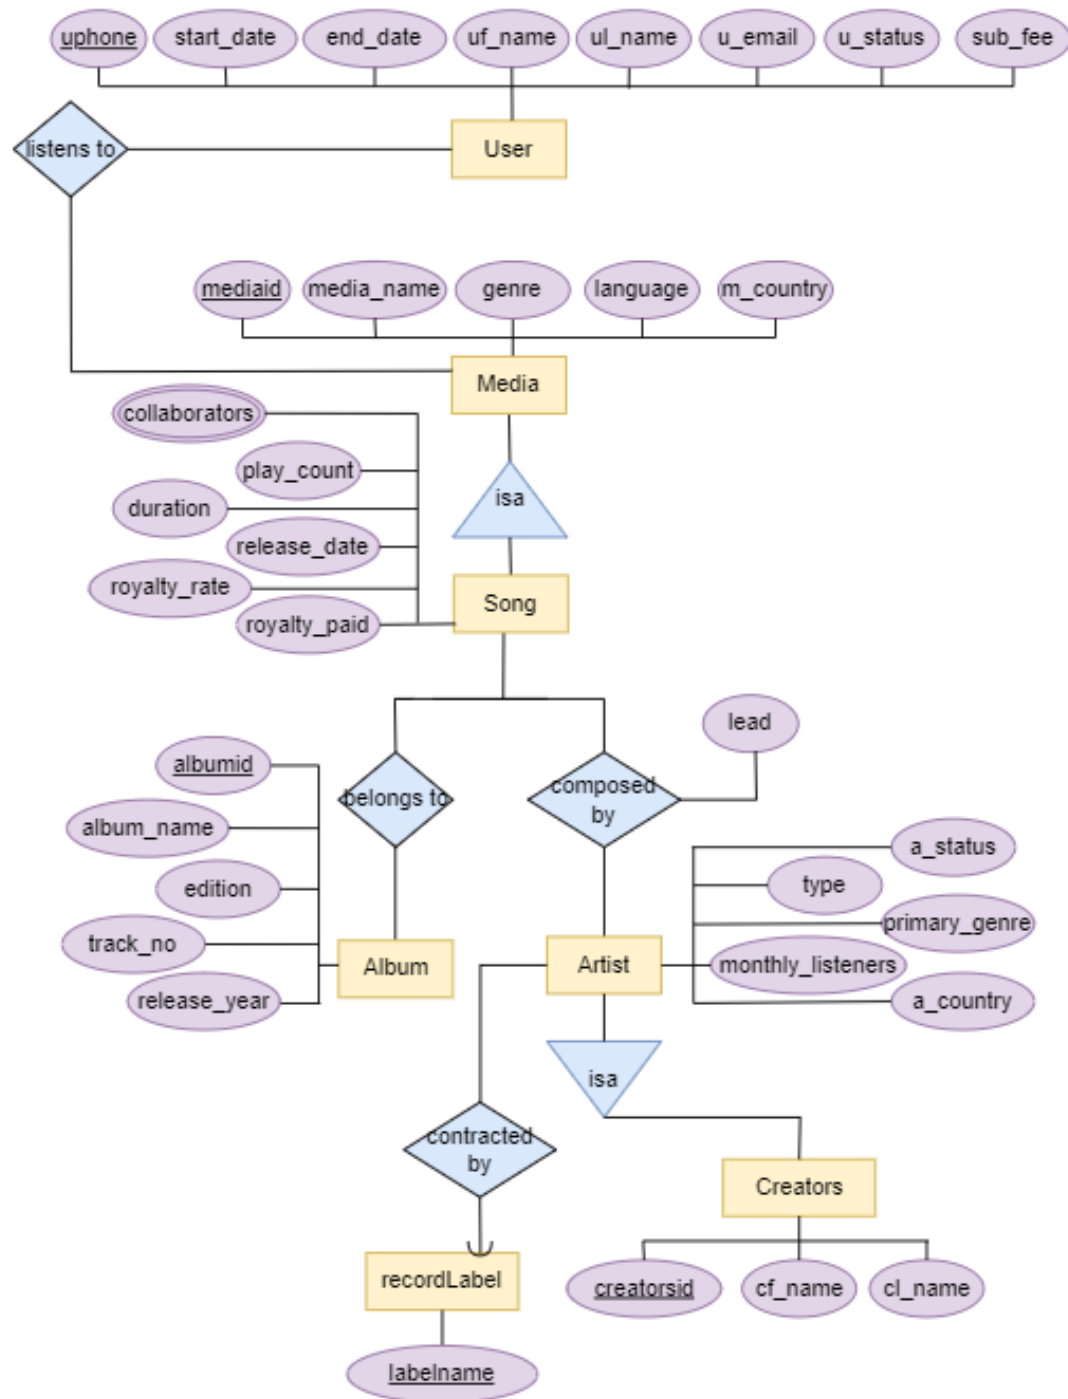 uphone
start_date
end_date
uf_name
ul_name
u_email
u_status
sub_fee
listens to
User
mediaid
media_name
genre
language
m_country
Media
collaborators
play_count
isa
duration
release_date
royalty_rate
Song
royalty_paid
lead
albumid
belongs to
composed
by
album_name
a_status
edition
type
primary_genre
track_no
Album
Artist
monthly_listeners
release_year
a_country
isa
contracted
by
Creators
recordLabel
creatorsid
cf_name
cl_name
labelname